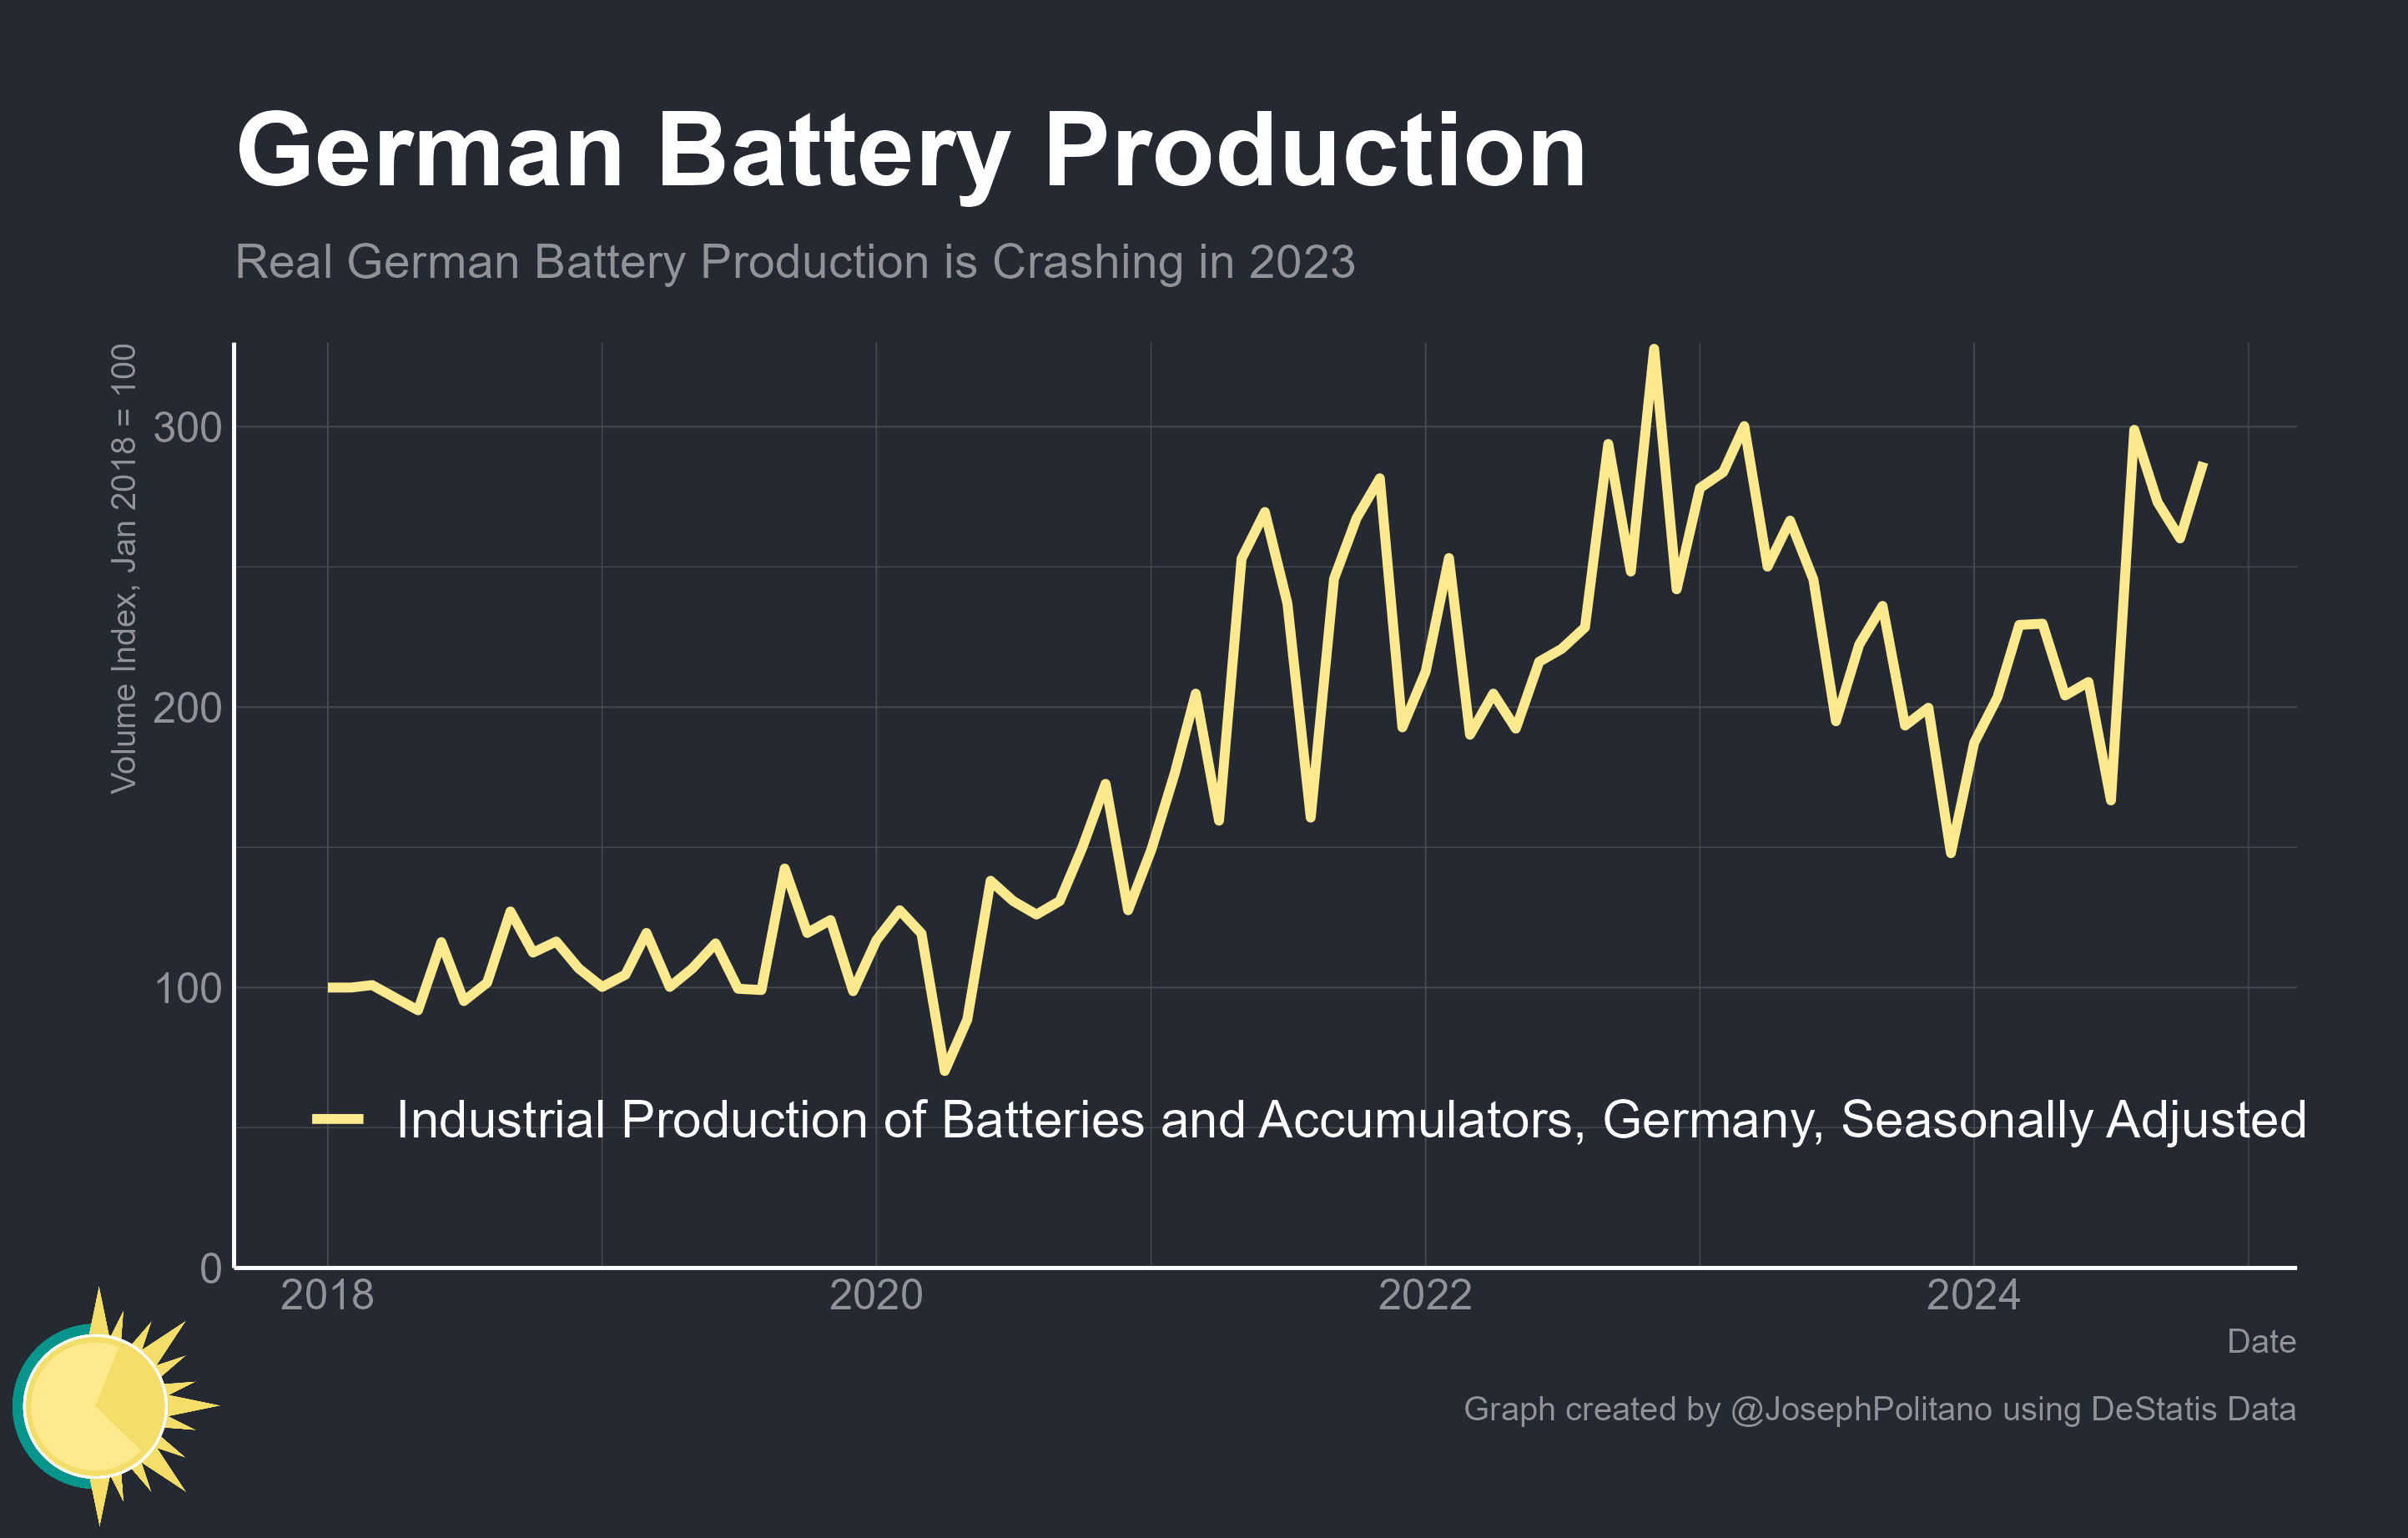 German Battery Production
Real German Battery Production is Crashing in 2023
Volume Index, Jan 2018 = 100
300
200
100
0
Industrial Production of Batteries and Accumulators, Germany, Seasonally Adjusted
2018 2020 2022 2024
Date
Graph created by @JosephPolitano using DeStatis Data